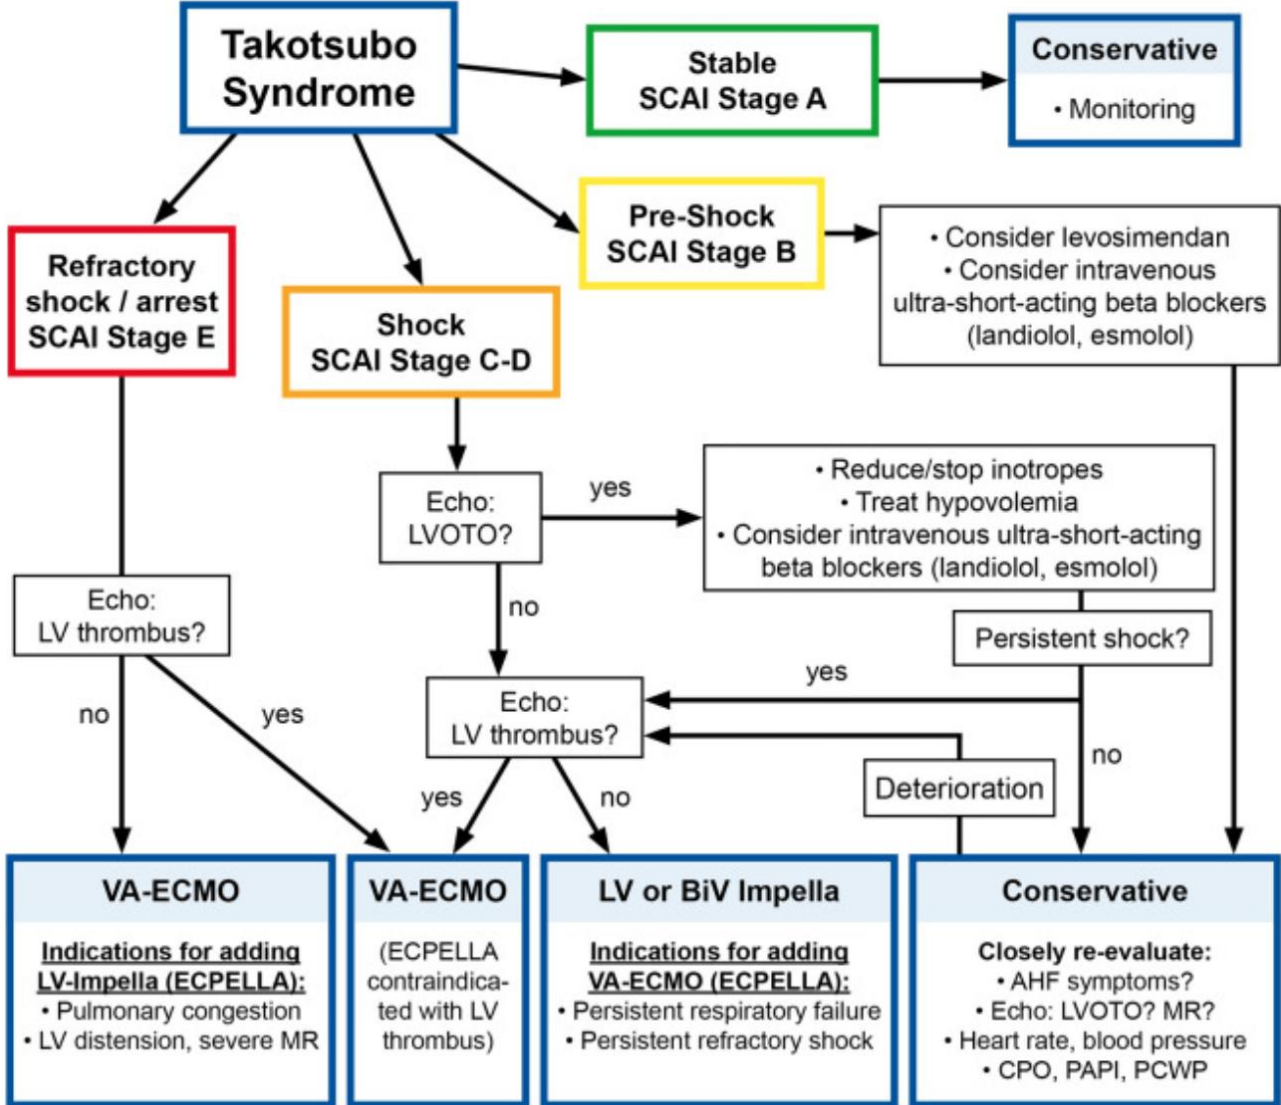 Takotsubo
Syndrome
Stable
SCAI Stage A
Conservative
• Monitoring
Pre-Shock
SCAI Stage B
• Consider levosimendan
• Consider intravenous
ultra-short-acting beta blockers
(landiolol, esmolol)
Refractory
shock / arrest
SCAI Stage E
Shock
SCAI Stage C-D
Echo:
LVOTO?
yes
• Reduce/stop inotropes
• Treat hypovolemia
• Consider intravenous ultra-short-acting
beta blockers (landiolol, esmolol)
no
Echo:
LV thrombus?
Persistent shock?
yes
no
Echo:
LV thrombus?
no
yes
yes
no
Deterioration
VA-ECMO
Indications for adding
LV-Impella (ECPELLA):
• Pulmonary congestion
• LV distension, severe MR
VA-ECMO
(ECPELLA
contraindica-
ted with LV
thrombus)
LV or BiV Impella
Indications for adding
VA-ECMO (ECPELLA):
• Persistent respiratory failure
• Persistent refractory shock
Conservative
Closely re-evaluate:
• AHF symptoms?
• Echo: LVOTO? MR?
• Heart rate, blood pressure
• CPO, PAPI, PCWP